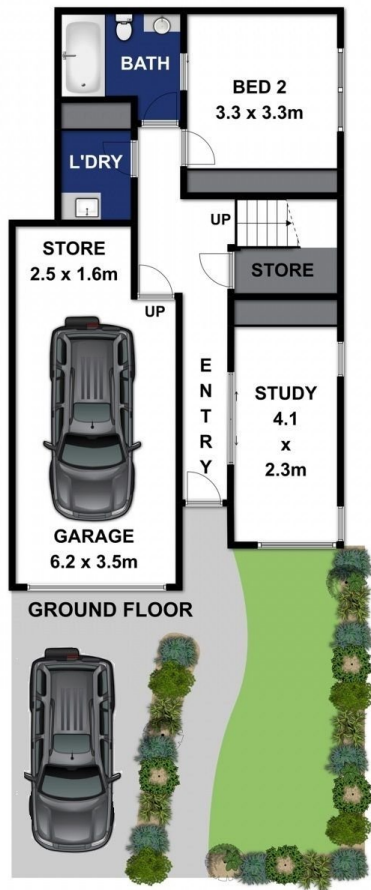 BATH
BED 2
3.3 x 3.3m
L'DRY
UP
STORE
2.5 x 1.6m
STORE
UP
ENTRY
STUDY
4.1
x
2.3m
GARAGE
6.2 x 3.5m
GROUND FLOOR